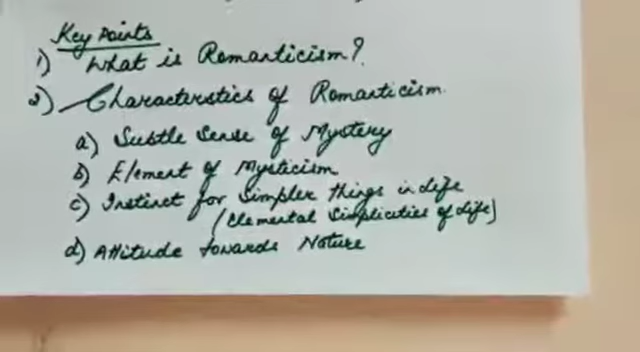 Key Points
1) What is Romanticism?
2) Characterstics of Romanticism.
a) Subtle Sense of Mystery
b) Element of Mysticism
c) Instinct for Simpler things in life
(Elemental Simplicities of life)
d) Attitude towards Nature